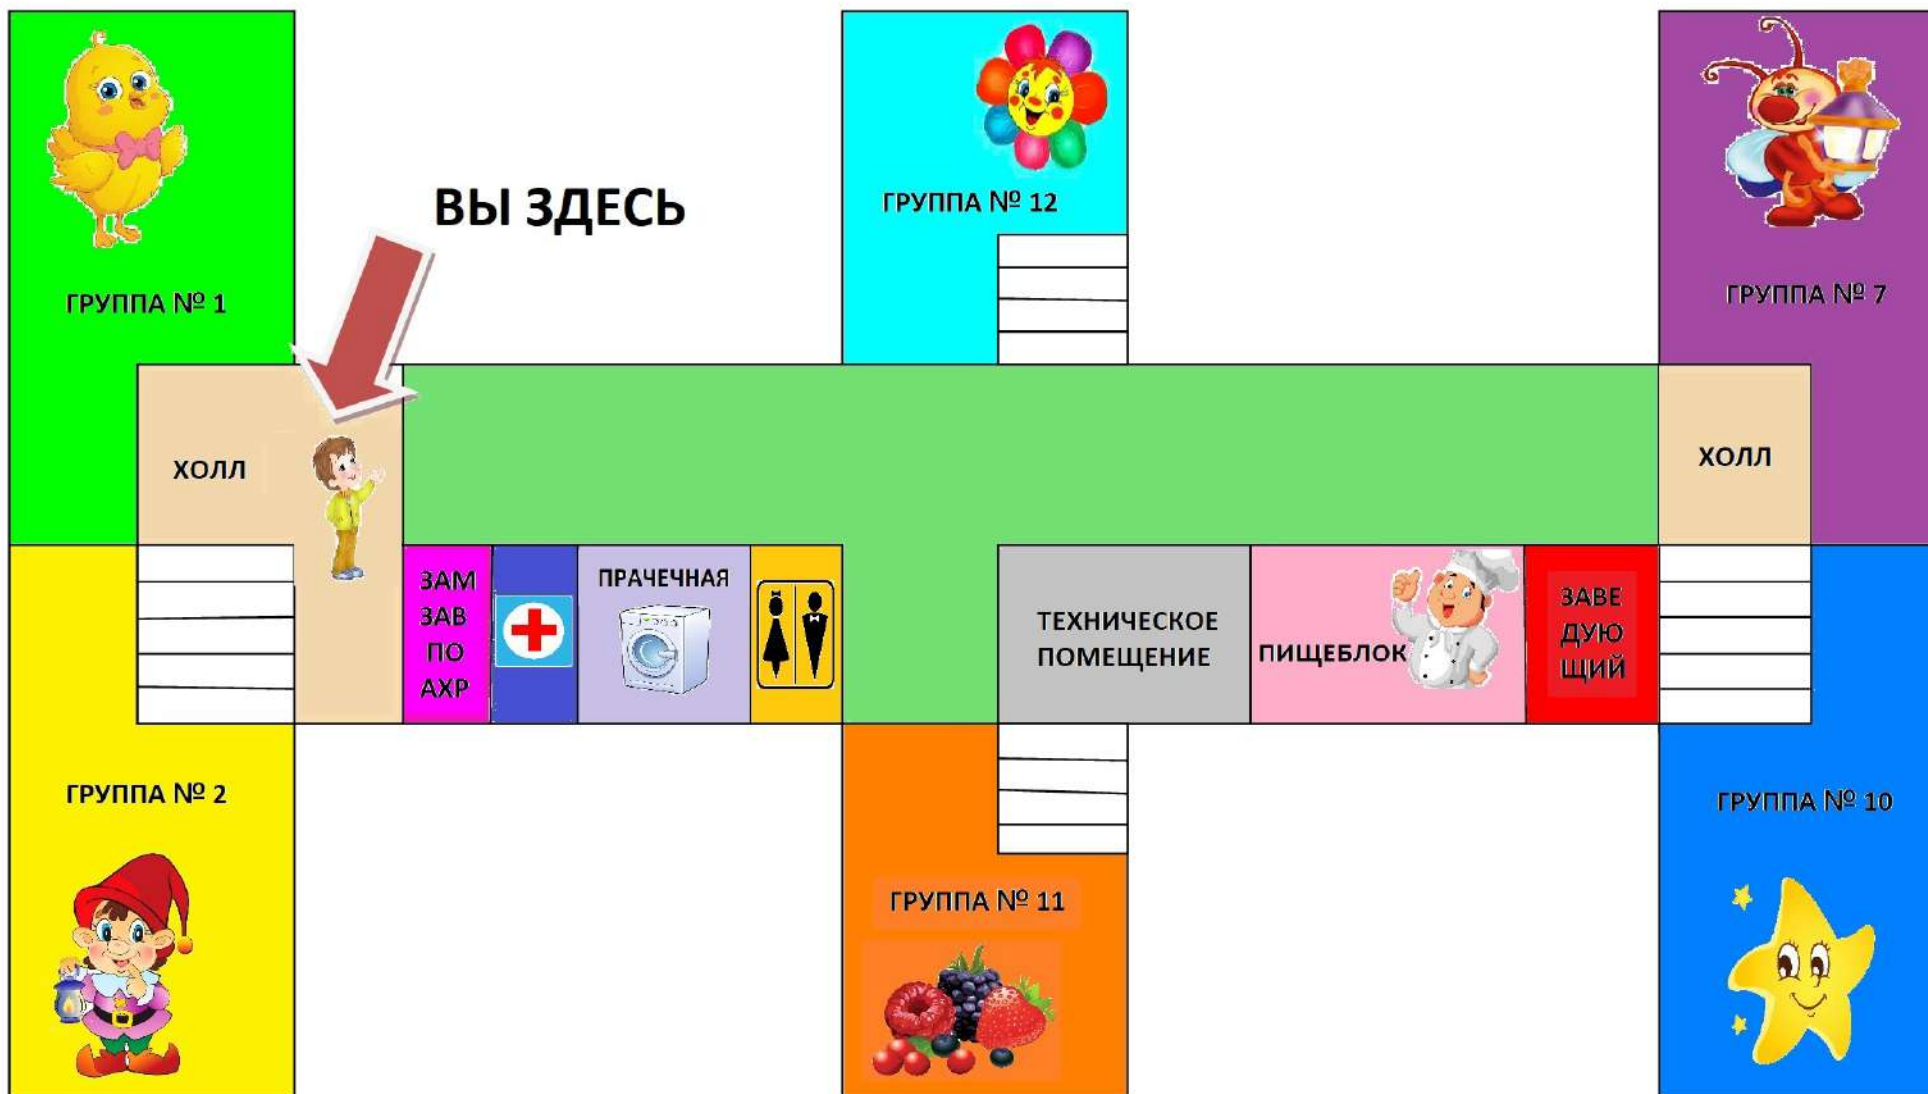 ВЫ ЗДЕСЬ
ГРУППА № 1
ГРУППА № 12
ГРУППА № 7
ХОЛЛ
ХОЛЛ
ЗАМ
ЗАВ
ПО
АХР
ПРАЧЕЧНАЯ
ТЕХНИЧЕСКОЕ
ПОМЕЩЕНИЕ
ПИЩЕБЛОК
ЗАВЕ
ДУЮ
ЩИЙ
ГРУППА № 2
ГРУППА № 11
ГРУППА № 10